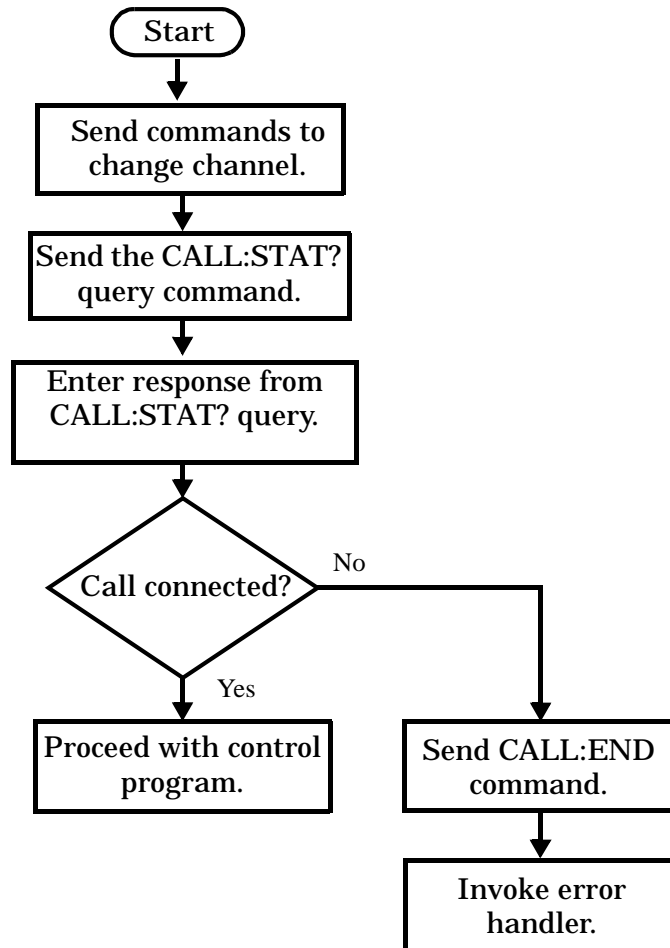 Start
Send commands to
change channel.
Send the CALL:STAT?
query command.
Enter response from
CALL:STAT? query.
Call connected?
No
Yes
Proceed with control
program.
Send CALL:END
command.
Invoke error
handler.